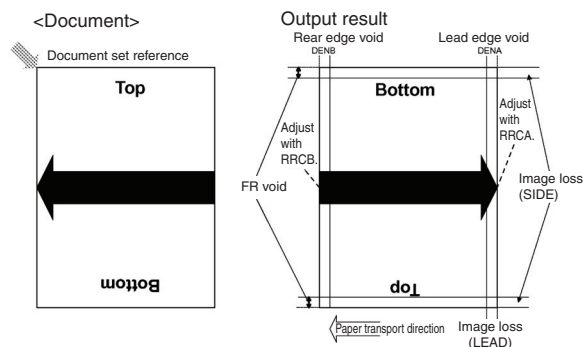 <Document>
Document set reference
Top
Bottom
Output result
Rear edge void
DENB
Lead edge void
DENA
Bottom
Adjust
with
RRCB.
Adjust
with
RRCA.
FR void
Image loss
(SIDE)
Top
Paper transport direction
Image loss
(LEAD)